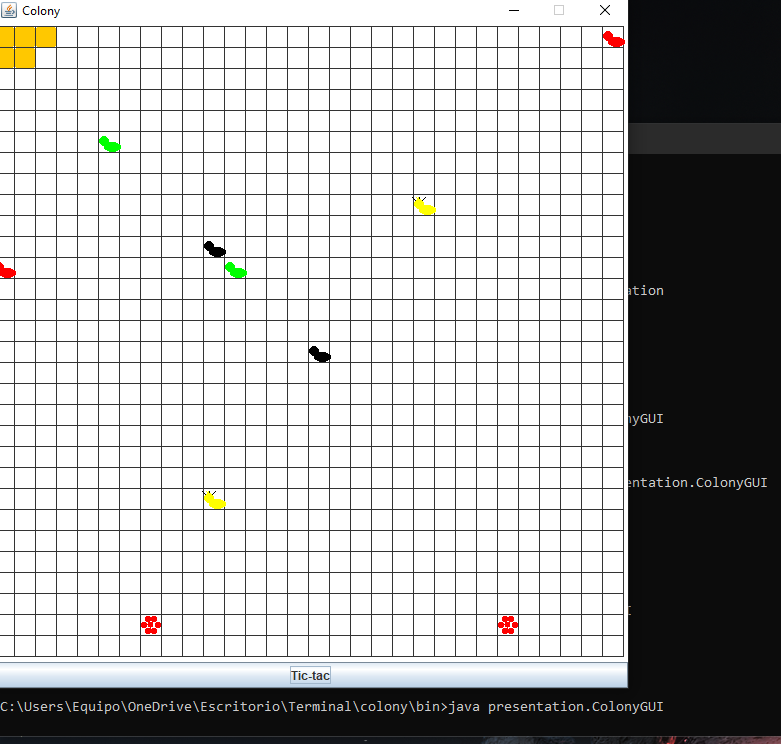 Colony
ation
nyGUI
entation.ColonyGUI
Tic-tac
C:\Users\Equipo\OneDrive\Escritorio\Terminal\colony\bin>java presentation.ColonyGUI